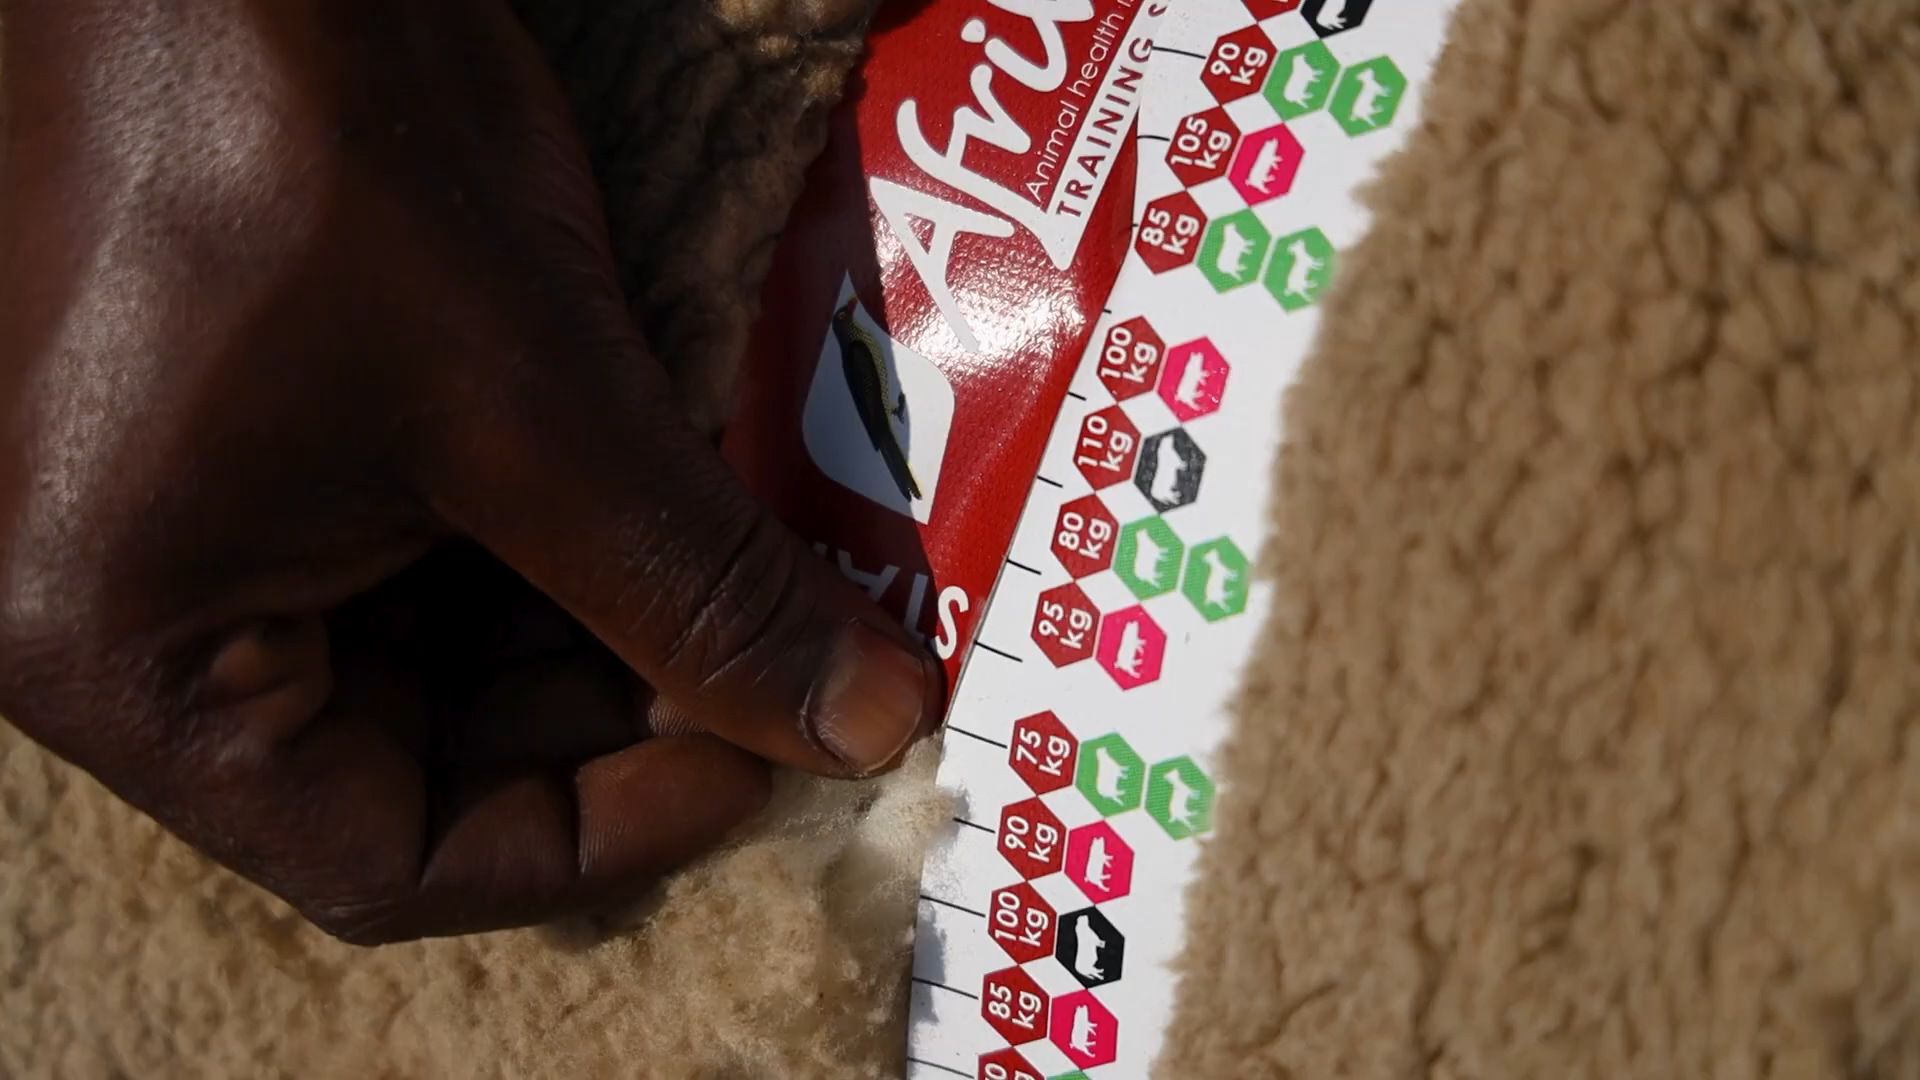 Afri
Animal health
TRAINING S
STA
90 kg
105 kg
85 kg
100 kg
110 kg
80 kg
95 kg
75 kg
90 kg
100 kg
85 kg